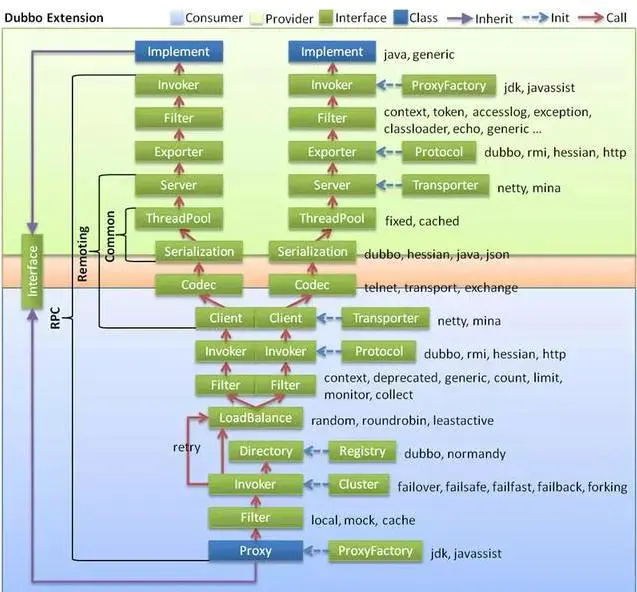 Dubbo Extension Consumer Provider Interface Class Inherit Init Call
Implement Implement java, generic
Invoker Invoker ProxyFactory jdk, javassist
Filter Filter context, token, accesslog, exception,
classloader, echo, generic ...
Exporter Exporter Protocol dubbo, rmi, hessian, http
Server Server Transporter netty, mina
ThreadPool ThreadPool fixed, cached
Common
Remoting
RPC
Interface
Serialization Serialization dubbo, hessian, java, json
Codec Codec telnet, transport, exchange
Client Client Transporter netty, mina
Invoker Invoker Protocol dubbo, rmi, hessian, http
Filter Filter context, deprecated, generic, count, limit,
monitor, collect
LoadBalance random, roundrobin, leastactive
retry
Directory Registry dubbo, normandy
Invoker Cluster failover, failsafe, failfast, failback, forking
Filter local, mock, cache
Proxy ProxyFactory jdk, javassist